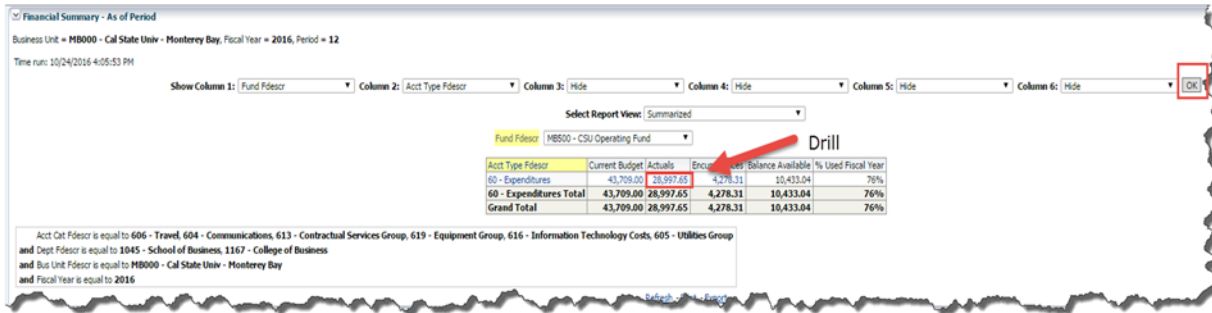 Financial Summary - As of Period
Business Unit = MB000 - Cal State Univ - Monterey Bay, Fiscal Year = 2016, Period = 12
Time run: 10/24/2016 4:05:53 PM
Show Column 1: Fund Fdescr Column 2: Acct Type Fdescr Column 3: Hide Column 4: Hide Column 5: Hide Column 6: Hide OK
Select Report View: Summarized
Fund Fdescr MB500 - CSU Operating Fund
Drill
Acct Type Fdescr Current Budget Actuals Balance Available % Used Fiscal Year
60 - Expenditures 43,709.00 28,997.65 4,278.31 10,433.04 76%
60 - Expenditures Total 43,709.00 28,997.65 4,278.31 10,433.04 76%
Grand Total 43,709.00 28,997.65 4,278.31 10,433.04 76%
Acct Cat Fdescr is equal to 606 - Travel, 604 - Communications, 613 - Contractual Services Group, 619 - Equipment Group, 616 - Information Technology Costs, 605 - Utilities Group
and Dept Fdescr is equal to 1045 - School of Business, 1167 - College of Business
and Bus Unit Fdescr is equal to MB000 - Cal State Univ - Monterey Bay
and Fiscal Year is equal to 2016
Refresh - - Export